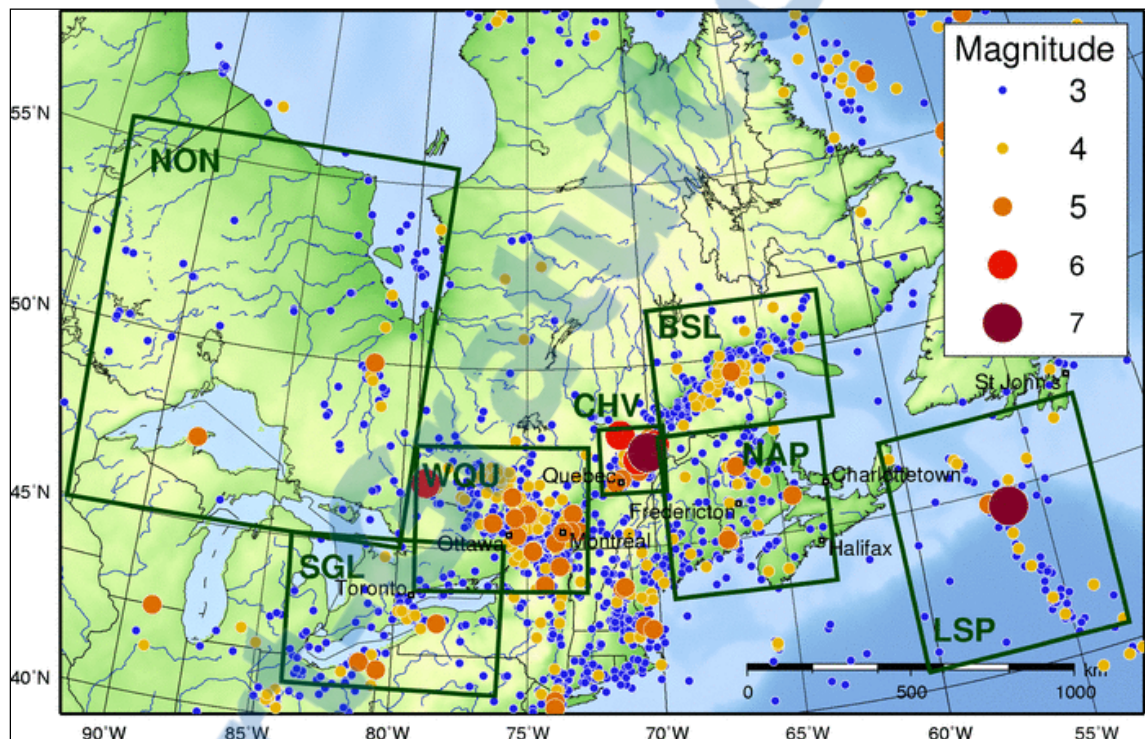 Magnitude
3
4
5
6
7
55°N
50°N
45°N
40°N
NON
BSL
CHV
WQU
NAP
SGL
LSP
St John's
Quebec
Charlottetown
Fredericton
Ottawa
Montréal
Halifax
Toronto
km
0 500 1000
90°W 85°W 80°W 75°W 70°W 65°W 60°W 55°W